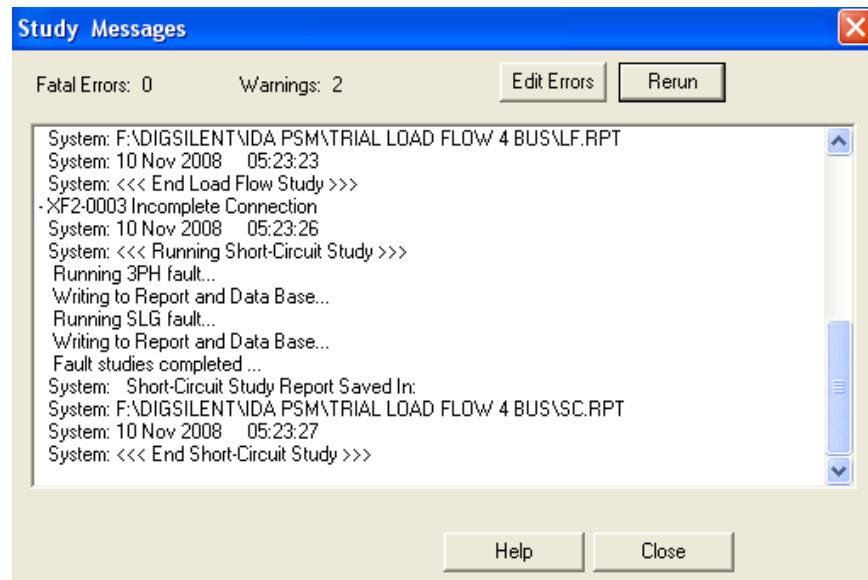 Study Messages
Fatal Errors: 0 Warnings: 2 Edit Errors Rerun
System: F:\DIGSILENT\IDA PSM\TRIAL LOAD FLOW 4 BUS\LF.RPT
System: 10 Nov 2008 05:23:23
System: <<< End Load Flow Study >>>
- XF2-0003 Incomplete Connection
System: 10 Nov 2008 05:23:26
System: <<< Running Short-Circuit Study >>>
Running 3PH fault...
Writing to Report and Data Base...
Running SLG fault...
Writing to Report and Data Base...
Fault studies completed ...
System: Short-Circuit Study Report Saved In:
System: F:\DIGSILENT\IDA PSM\TRIAL LOAD FLOW 4 BUS\SC.RPT
System: 10 Nov 2008 05:23:27
System: <<< End Short-Circuit Study >>>
Help Close